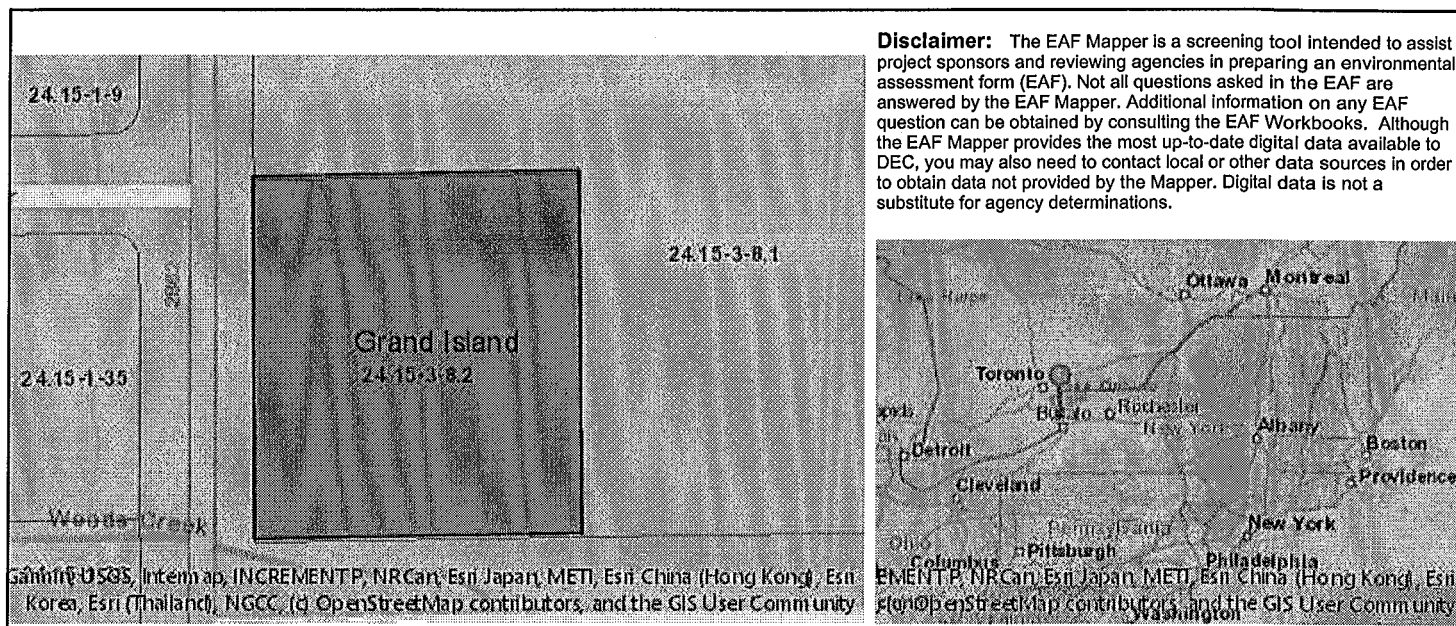 24.15-1-9
24.15-3-8.1
Grand Island
24.15-3-8.2
24.15-1-35
Woods Creek
Garmin, USGS, Intermap, INCREMENT P, NRCan, Esri Japan, METI, Esri China (Hong Kong), Esri
Korea, Esri (Thailand), NGCC, (c) OpenStreetMap contributors, and the GIS User Community
Disclaimer: The EAF Mapper is a screening tool intended to assist
project sponsors and reviewing agencies in preparing an environmental
assessment form (EAF). Not all questions asked in the EAF are
answered by the EAF Mapper. Additional information on any EAF
question can be obtained by consulting the EAF Workbooks. Although
the EAF Mapper provides the most up-to-date digital data available to
DEC, you may also need to contact local or other data sources in order
to obtain data not provided by the Mapper. Digital data is not a
substitute for agency determinations.
Ottawa
Montreal
Toronto
Rochester
New York
Albany
Detroit
Boston
Cleveland
Providence
New York
Pennsylvania
Ohio
Pittsburgh
Columbus
Philadelphia
EMENT P, NRCan, Esri Japan, METI, Esri China (Hong Kong), Esri
OpenStreetMap contributors, and the GIS User Community
Washington